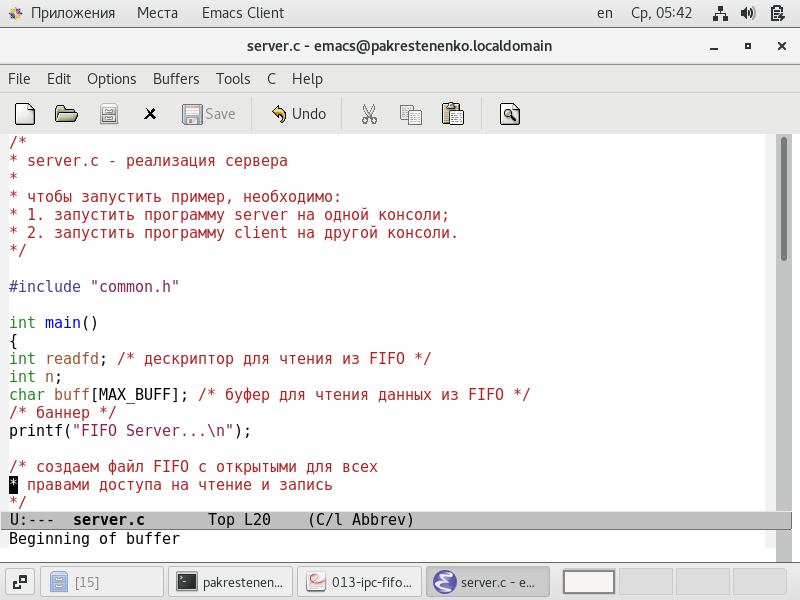 Приложения Места Emacs Client en Ср, 05:42
server.c - emacs@pakrestenenko.localdomain
File Edit Options Buffers Tools C Help
Save Undo
/*
* server.c - реализация сервера
*
* чтобы запустить пример, необходимо:
* 1. запустить программу server на одной консоли;
* 2. запустить программу client на другой консоли.
*/
#include "common.h"
int main()
{
int readfd; /* дескриптор для чтения из FIFO */
int n;
char buff[MAX_BUFF]; /* буфер для чтения данных из FIFO */
/* баннер */
printf("FIFO Server...\n");
/* создаем файл FIFO с открытыми для всех
* правами доступа на чтение и запись
*/
U:--- server.c Top L20 (C/l Abbrev)
Beginning of buffer
[15] pakrestenen... 013-ipc-fifo... server.c - e...